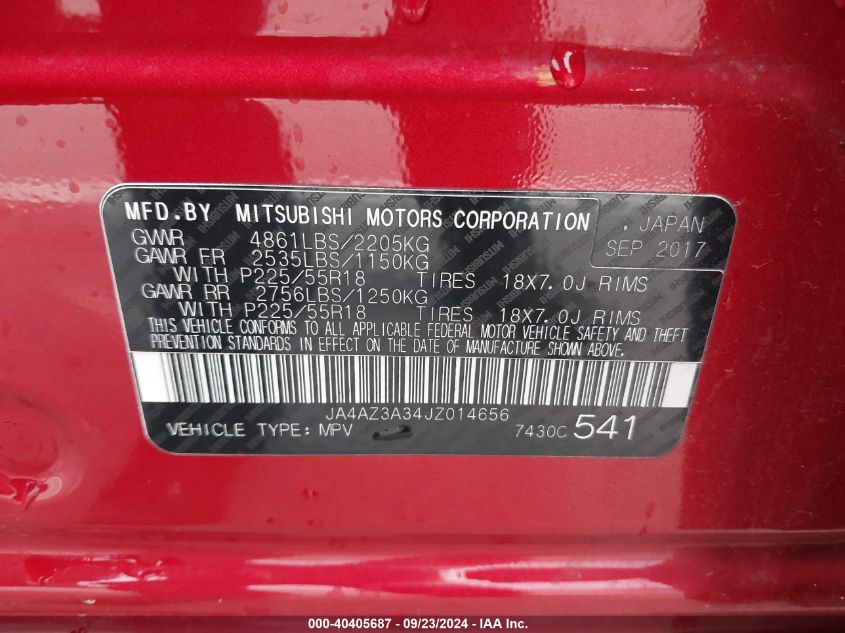 MFD.BY MITSUBISHI MOTORS CORPORATION . JAPAN
GVWR 4861LBS/2205KG SEP 2017
GAWR FR 2535LBS/1150KG
WITH P225/55R18 TIRES 18X7.0J RIMS
GAWR RR 2756LBS/1250KG
WITH P225/55R18 TIRES 18X7.0J RIMS
THIS VEHICLE CONFORMS TO ALL APPLICABLE FEDERAL MOTOR VEHICLE SAFETY AND THEFT
PREVENTION STANDARDS IN EFFECT ON THE DATE OF MANUFACTURE SHOWN ABOVE.
JA4AZ3A34JZ014656
VEHICLE TYPE:MPV 7430C 541
000-40405687 - 09/23/2024 - IAA Inc.